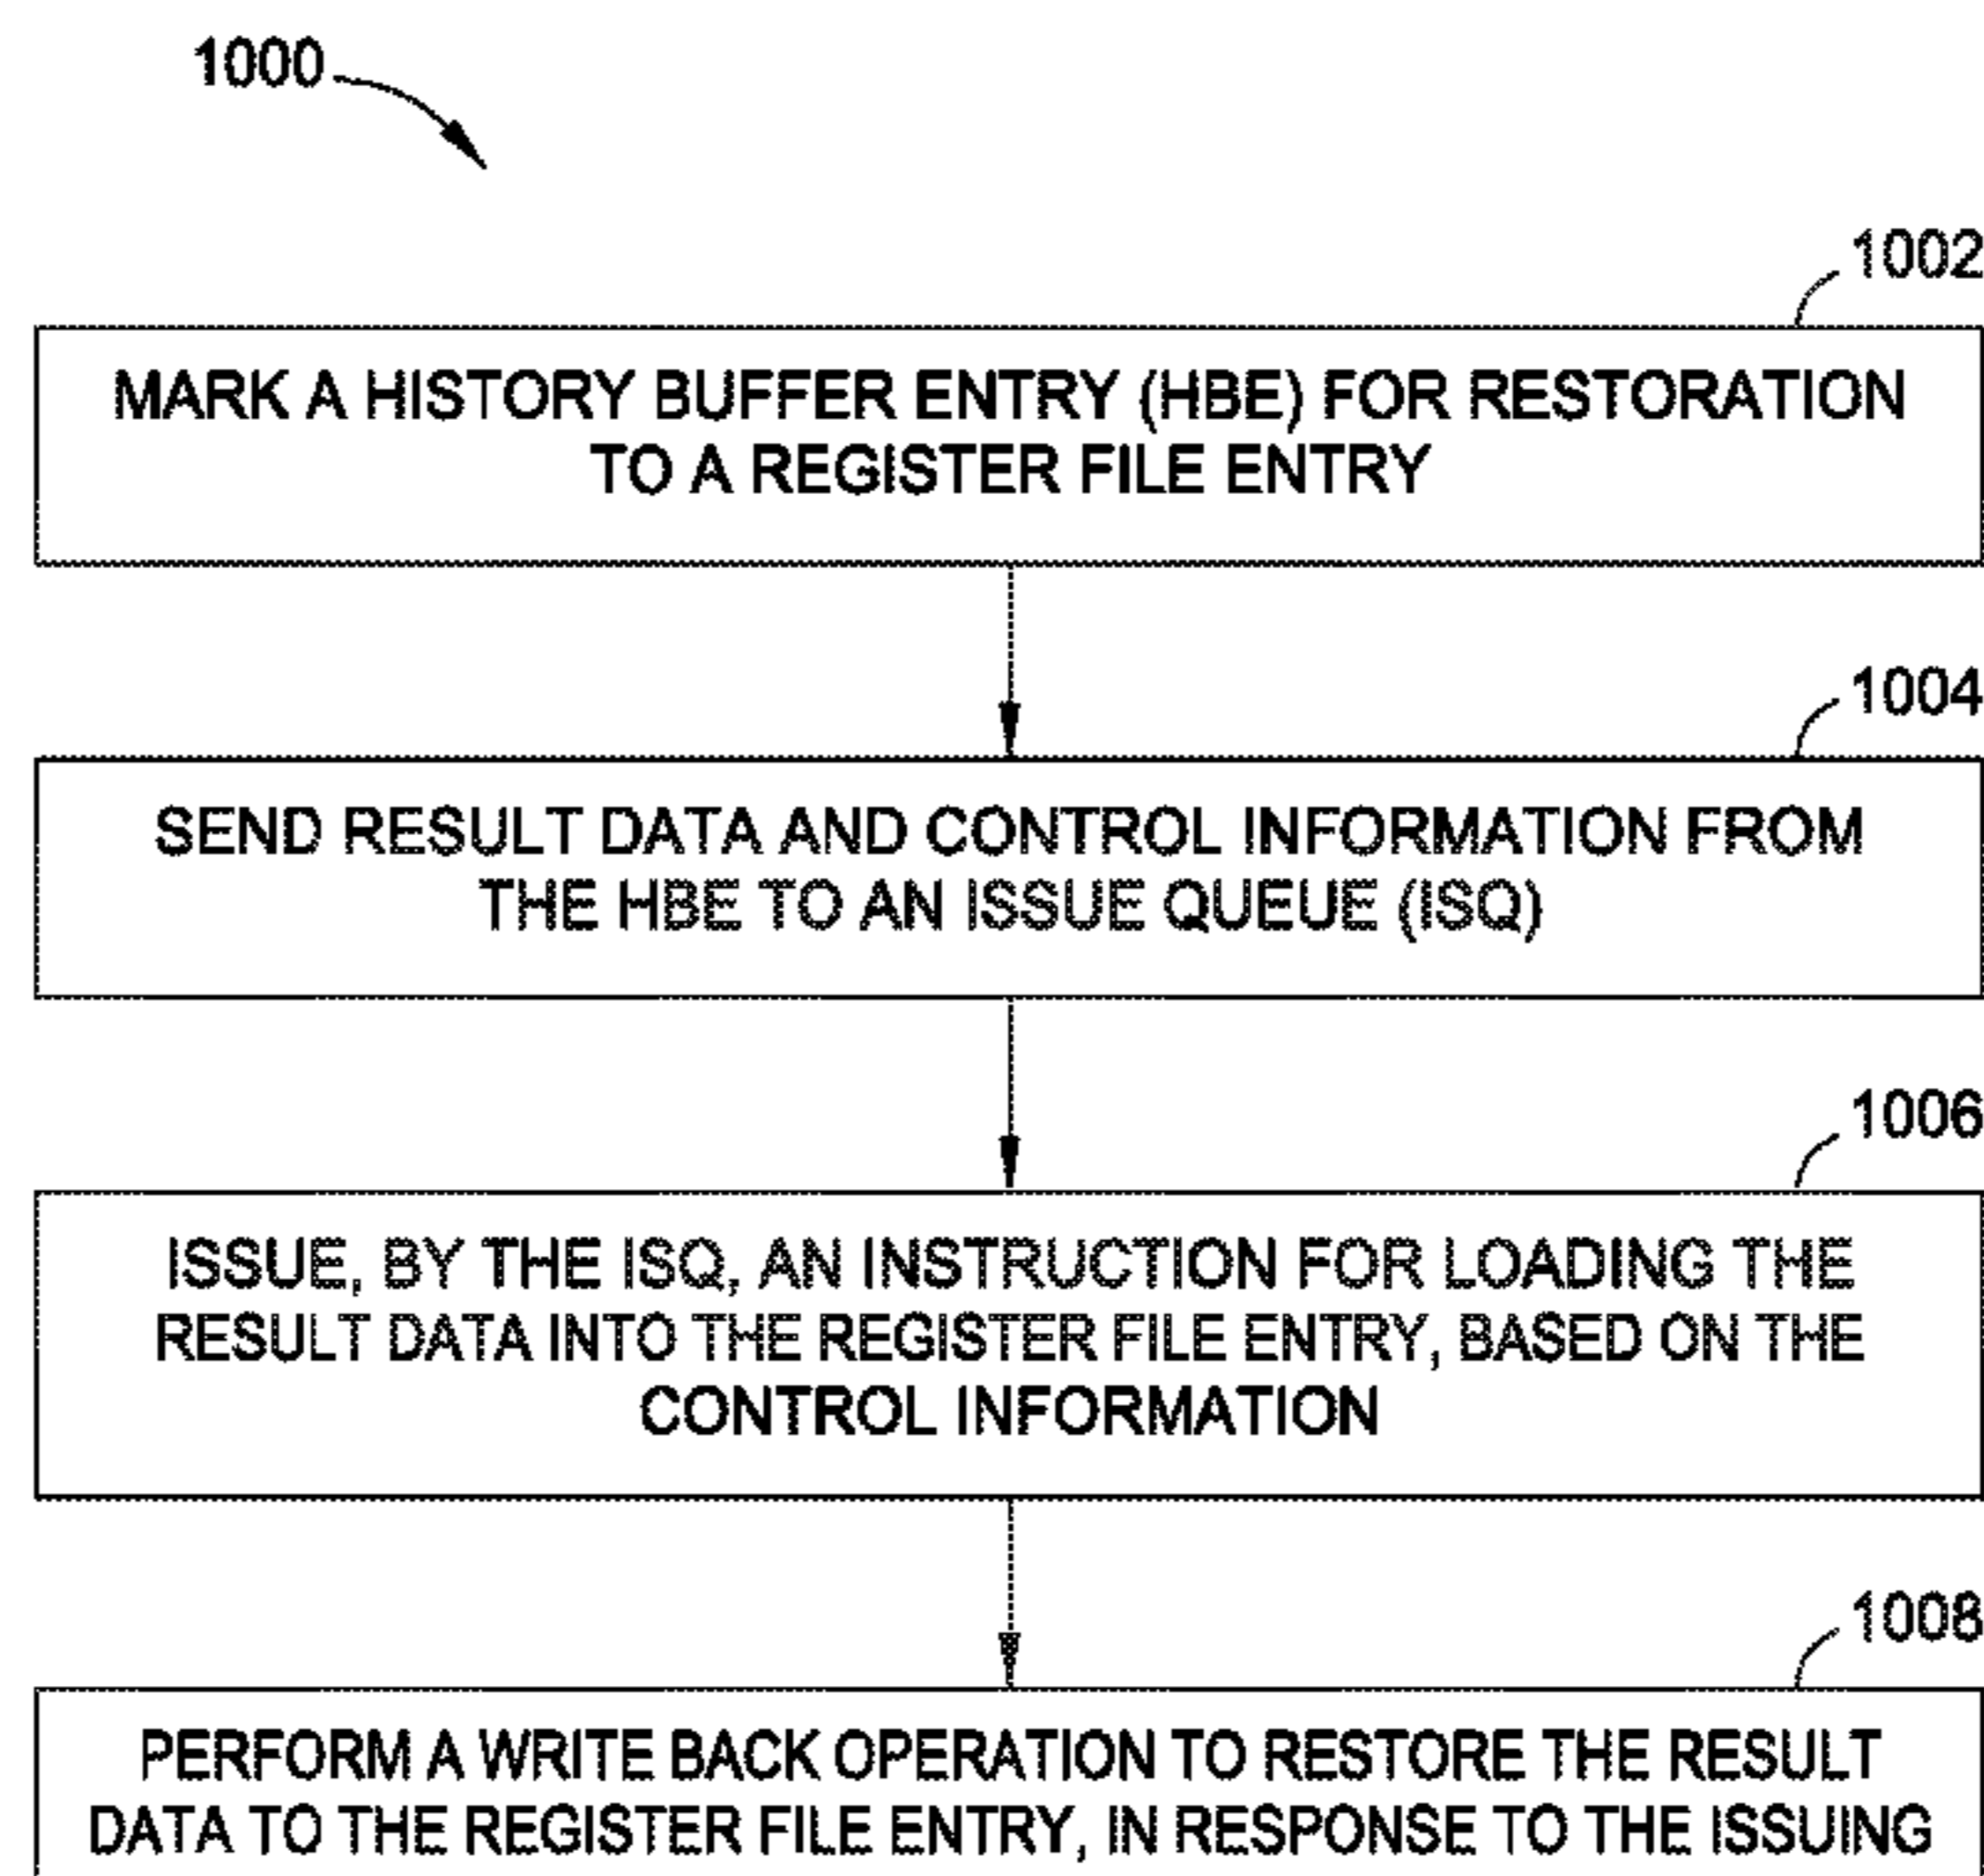 1000
1002
MARK A HISTORY BUFFER ENTRY (HBE) FOR RESTORATION
TO A REGISTER FILE ENTRY
1004
SEND RESULT DATA AND CONTROL INFORMATION FROM
THE HBE TO AN ISSUE QUEUE (ISQ)
1006
ISSUE, BY THE ISQ, AN INSTRUCTION FOR LOADING THE
RESULT DATA INTO THE REGISTER FILE ENTRY, BASED ON THE
CONTROL INFORMATION
1008
PERFORM A WRITE BACK OPERATION TO RESTORE THE RESULT
DATA TO THE REGISTER FILE ENTRY, IN RESPONSE TO THE ISSUING